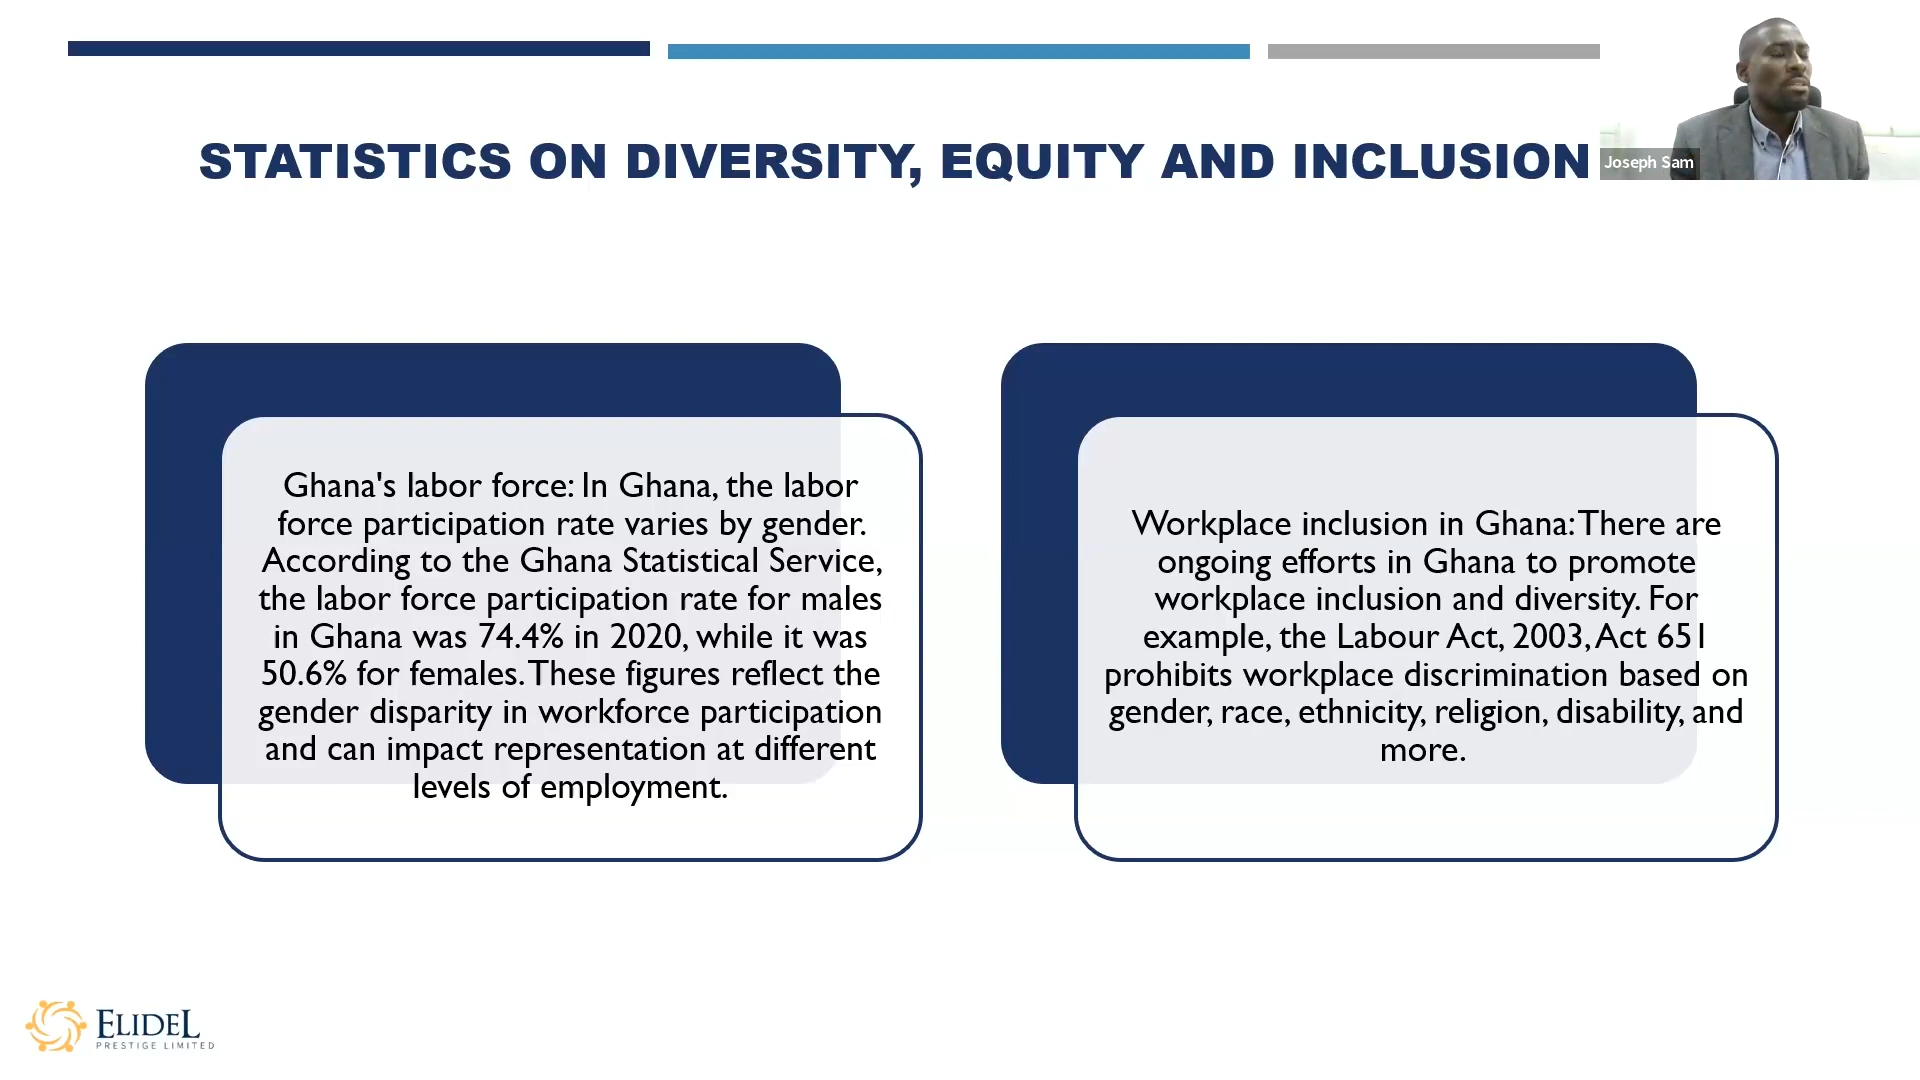 STATISTICS ON DIVERSITY, EQUITY AND INCLUSION
Joseph Sam
Ghana's labor force: In Ghana, the labor
force participation rate varies by gender.
According to the Ghana Statistical Service,
the labor force participation rate for males
in Ghana was 74.4% in 2020, while it was
50.6% for females. These figures reflect the
gender disparity in workforce participation
and can impact representation at different
levels of employment.
Workplace inclusion in Ghana: There are
ongoing efforts in Ghana to promote
workplace inclusion and diversity. For
example, the Labour Act, 2003, Act 651
prohibits workplace discrimination based on
gender, race, ethnicity, religion, disability, and
more.
ELIDEL
PRESTIGE LIMITED